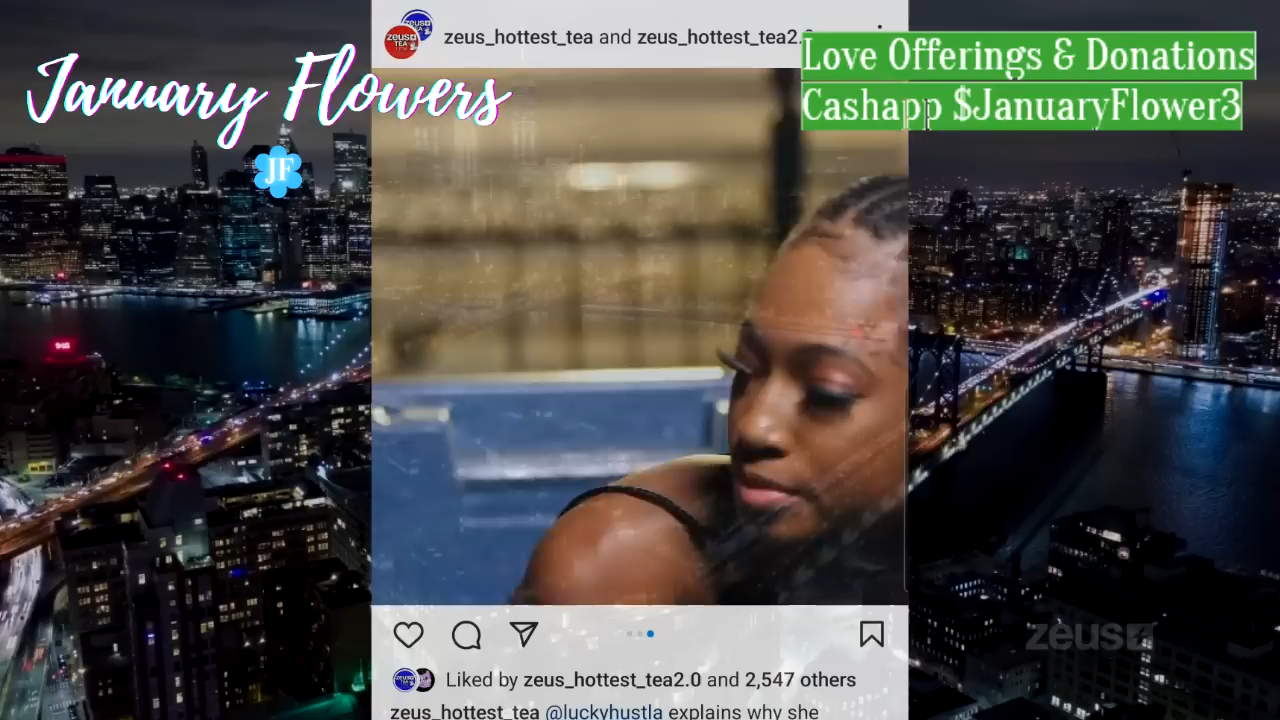 zeus_hottest_tea and zeus_hottest_tea2.
January Flowers
JF
Love Offerings & Donations
Cashapp $JanuaryFlower3
Liked by zeus_hottest_tea2.0 and 2,547 others
zeus_hottest_tea @luckyhustla explains why she
zeus